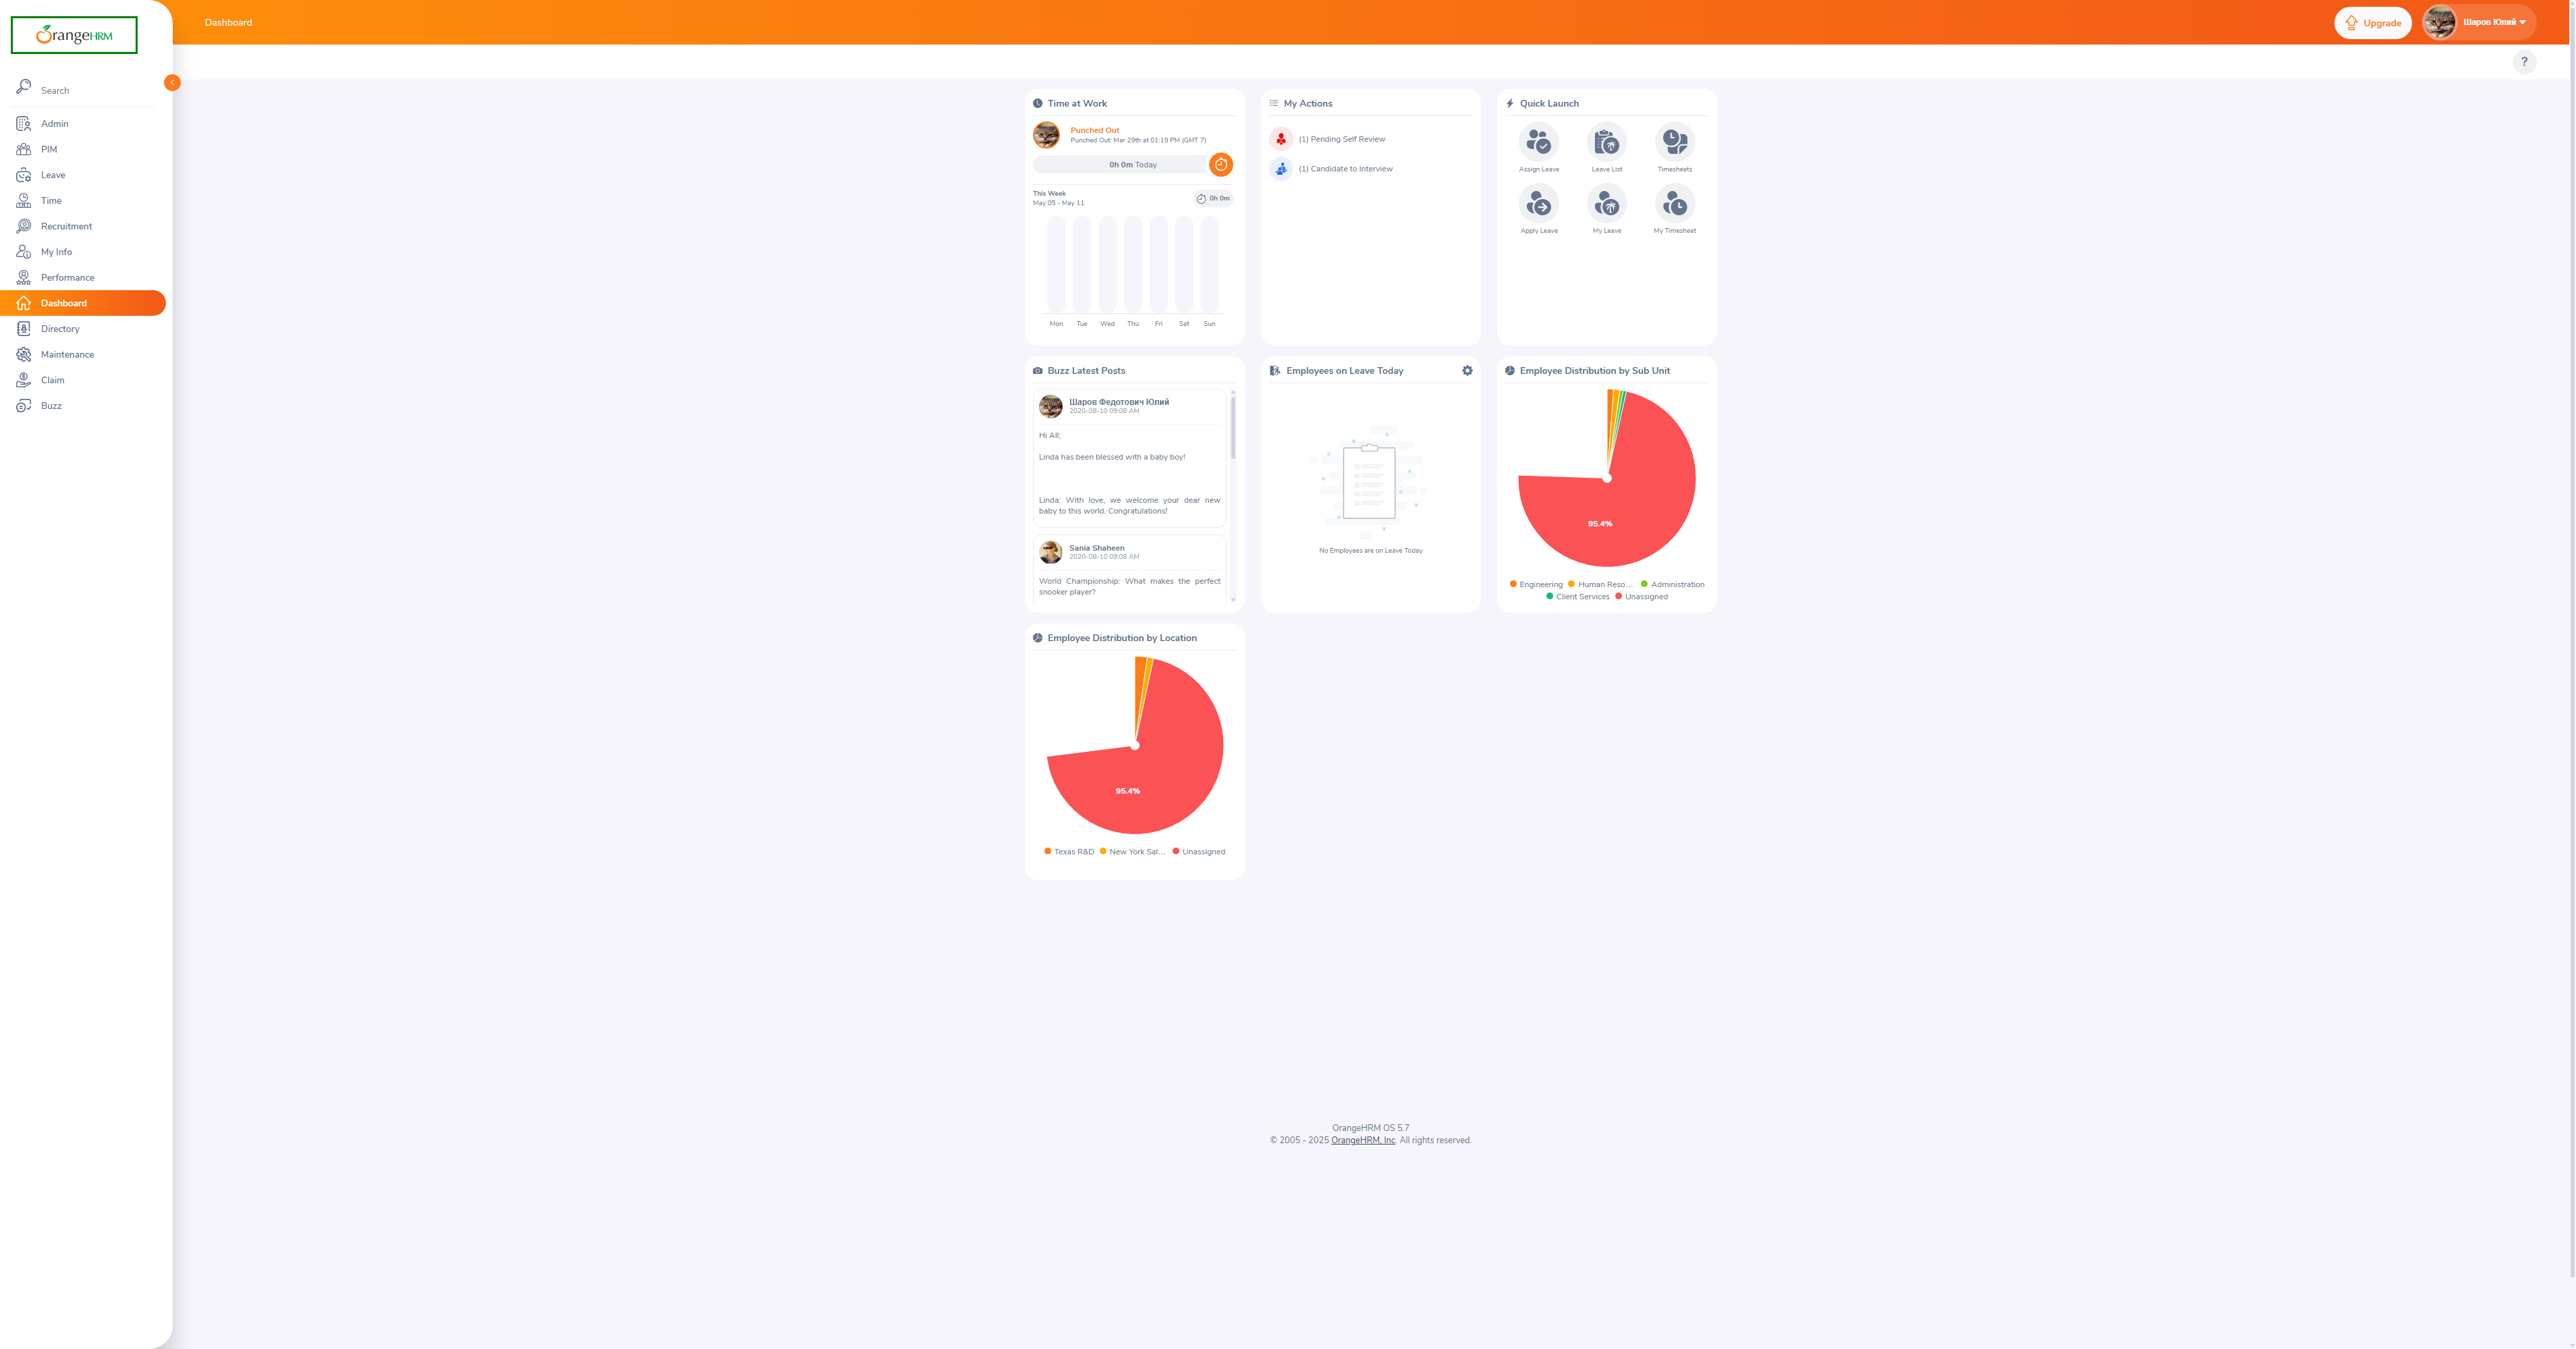 OrangeHRM
Dashboard
Upgrade
Шаров Юлий
?
Search
Admin
PIM
Leave
Time
Recruitment
My Info
Performance
Dashboard
Directory
Maintenance
Claim
Buzz
Time at Work
Punched Out
Punched Out: Mar 29th at 01:19 PM (GMT 7)
0h 0m Today
This Week
May 05 - May 11
0h 0m
Mon Tue Wed Thu Fri Sat Sun
My Actions
(1) Pending Self Review
(1) Candidate to Interview
Quick Launch
Assign Leave Leave List Timesheets
Apply Leave My Leave My Timesheet
Buzz Latest Posts
Шаров Федотович Юлий
2020-08-10 09:08 AM
Hi All;
Linda has been blessed with a baby boy!
Linda: With love, we welcome your dear new
baby to this world. Congratulations!
Sania Shaheen
2020-08-10 09:08 AM
World Championship: What makes the perfect
snooker player?
Employees on Leave Today
No Employees are on Leave Today
Employee Distribution by Sub Unit
95.4%
Engineering Human Reso... Administration
Client Services Unassigned
Employee Distribution by Location
95.4%
Texas R&D New York Sal... Unassigned
OrangeHRM OS 5.7
© 2005 - 2025 OrangeHRM, Inc. All rights reserved.